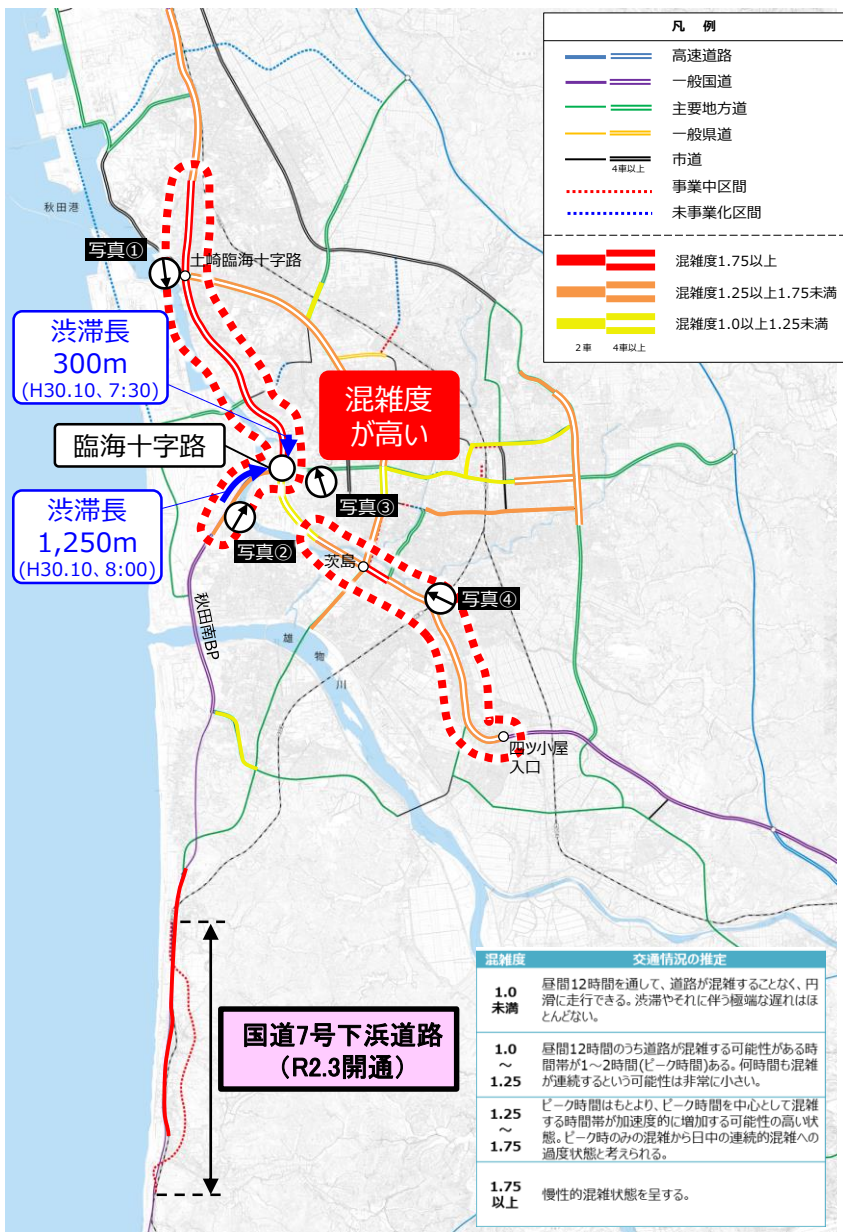 凡 例
高速道路
一般国道
主要地方道
一般県道
市道
4車以上
事業中区間
未事業化区間
混雑度1.75以上
混雑度1.25以上1.75未満
混雑度1.0以上1.25未満
2車 4車以上
秋田港
写真①
土崎臨海十字路
渋滞長
300m
(H30.10、7:30)
混雑度
が高い
臨海十字路
渋滞長
1,250m
(H30.10、8:00)
写真③
写真②
茨島
写真④
秋田南BP
雄物川
四ツ小屋
入口
国道7号下浜道路
(R2.3開通)
混雑度 交通情況の推定
1.0
未満
昼間12時間を通して、道路が混雑することなく、円
滑に走行できる。渋滞やそれに伴う極端な遅れはほ
とんどない。
1.0
～
1.25
昼間12時間のうち道路が混雑する可能性がある時
間帯が1～2時間(ピーク時間)ある。何時間も混雑
が連続するという可能性は非常に小さい。
1.25
～
1.75
ピーク時間はもとより、ピーク時間を中心として混雑
する時間帯が加速度的に増加する可能性の高い状
態。ピーク時のみの混雑から日中の連続的混雑への
過度状態と考えられる。
1.75
以上
慢性的混雑状態を呈する。